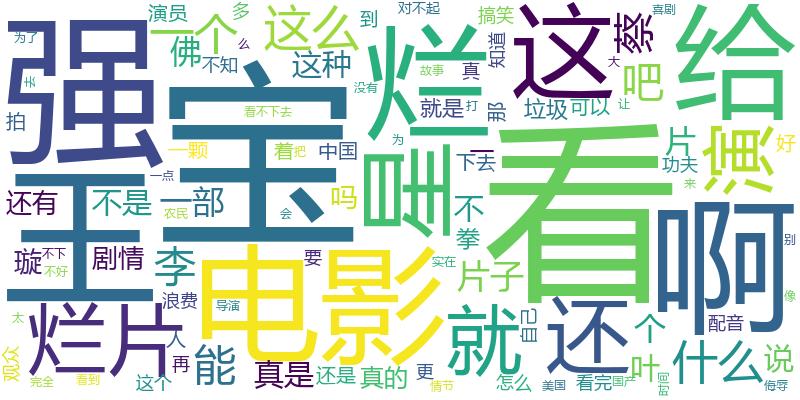 强
宝
王
看
电影
烂
星
这
给
啊
烂片
就
还
演
什么
一个
这么
佛
演员
多
到
对不起
搞笑
喜剧
为了
么
不知
这种
没有
故事
真
知道
那
大
蔡
吧
去
拍
看不下去
就是
打
垃圾
可以
让
一颗
着
把
中国
为
下去
一
片
功夫
好
来
还有
不是
一点
农民
一部
会
吗
不
拳
别
璇
不下
不好
剧情
李
要
实在
片子
像
浪费
导演
自己
太
人
个
配音
观众
再
能
更
叶
说
完全
看到
这个
真是
还是
真的
情节
怎么
美国
看完
国产
时间
侮辱